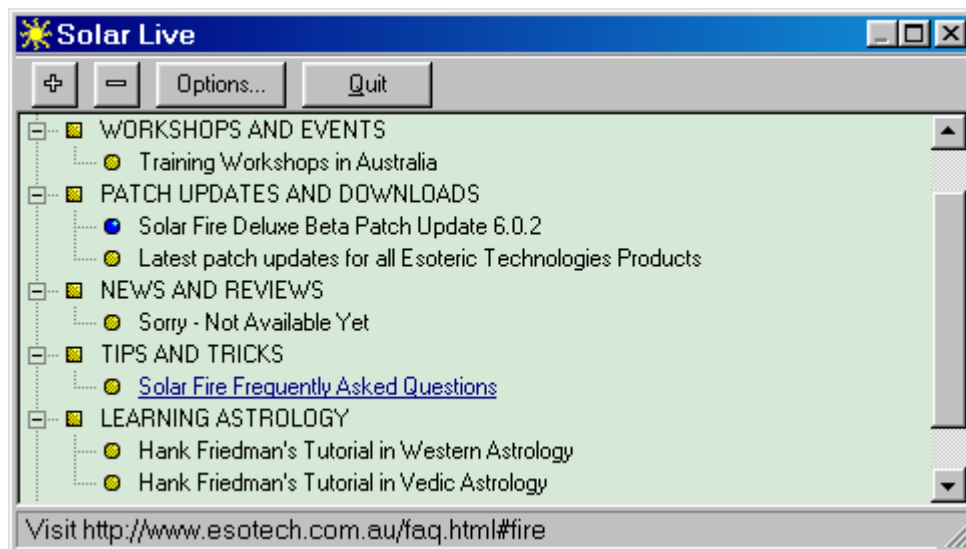 Solar Live
Options... Quit
WORKSHOPS AND EVENTS
Training Workshops in Australia
PATCH UPDATES AND DOWNLOADS
Solar Fire Deluxe Beta Patch Update 6.0.2
Latest patch updates for all Esoteric Technologies Products
NEWS AND REVIEWS
Sorry - Not Available Yet
TIPS AND TRICKS
Solar Fire Frequently Asked Questions
LEARNING ASTROLOGY
Hank Friedman's Tutorial in Western Astrology
Hank Friedman's Tutorial in Vedic Astrology
Visit http://www.esotech.com.au/faq.html#fire